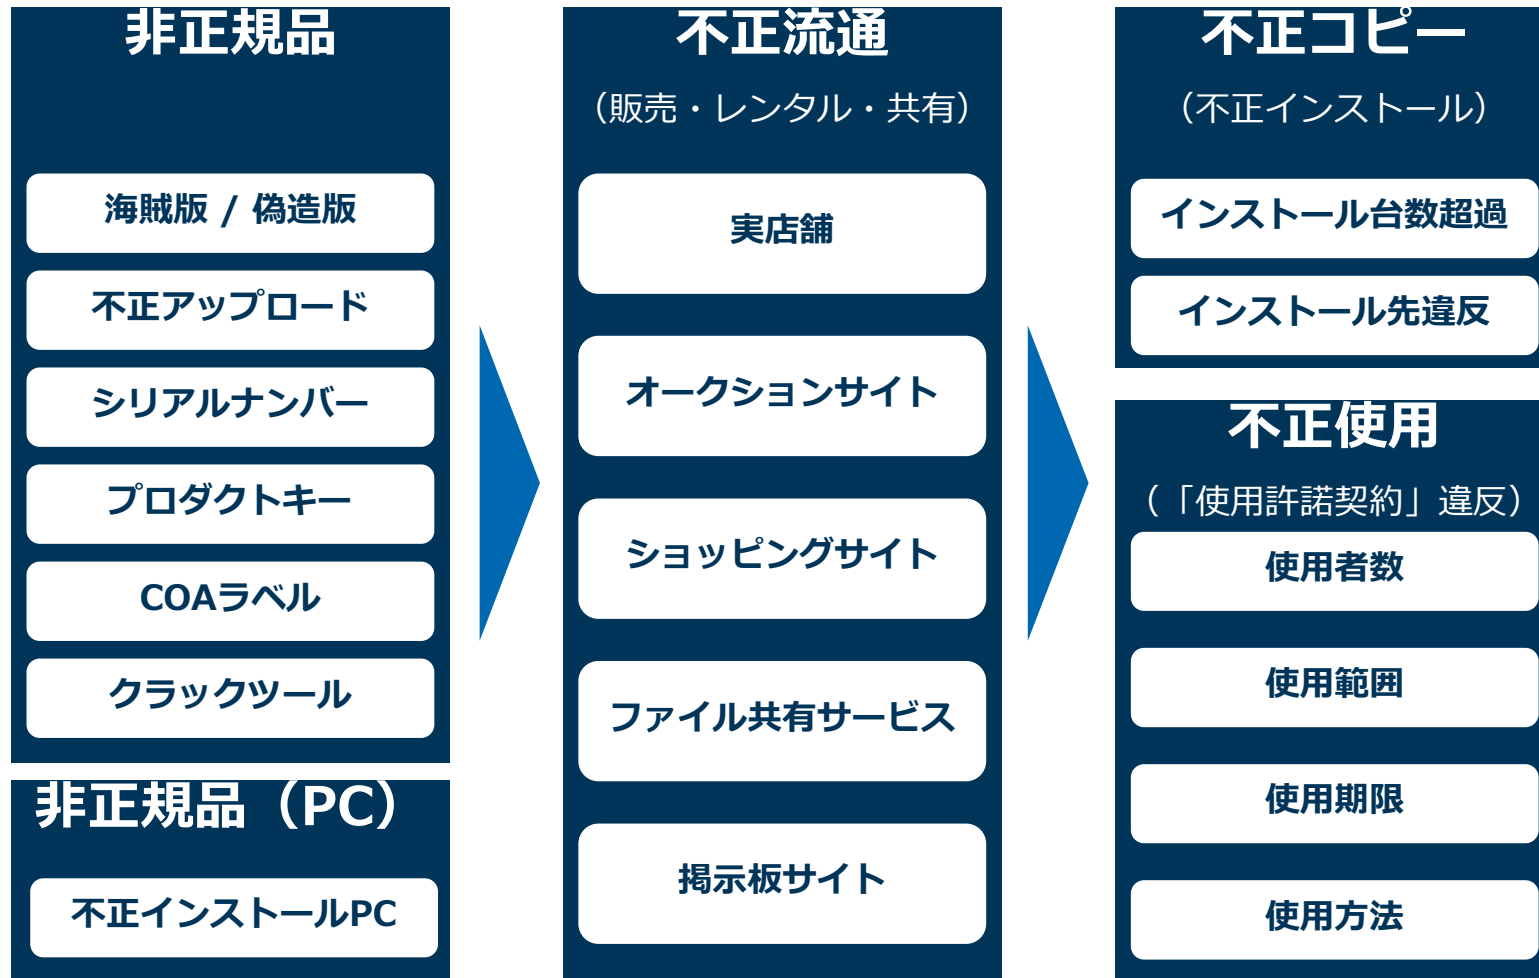 非正規品
海賊版 / 偽造版
不正アップロード
シリアルナンバー
プロダクトキー
COAラベル
クラックツール
非正規品（PC）
不正インストールPC
不正流通
（販売・レンタル・共有）
実店舗
オークションサイト
ショッピングサイト
ファイル共有サービス
掲示板サイト
不正コピー
（不正インストール）
インストール台数超過
インストール先違反
不正使用
（「使用許諾契約」違反）
使用者数
使用範囲
使用期限
使用方法